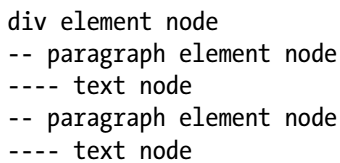 div element node
-- paragraph element node
---- text node
-- paragraph element node
---- text node